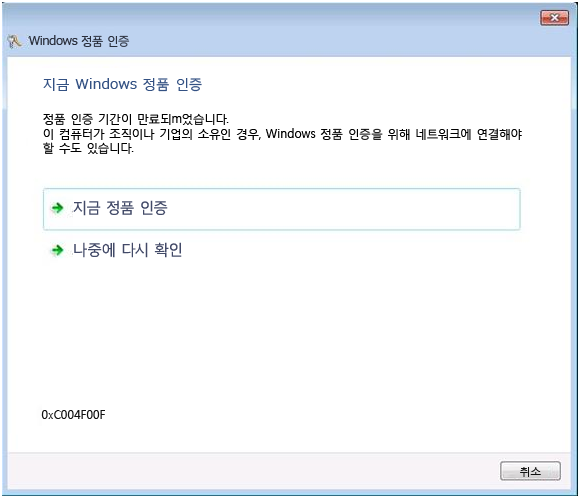 Windows 정품 인증
지금 Windows 정품 인증
정품 인증 기간이 만료되m었습니다.
이 컴퓨터가 조직이나 기업의 소유인 경우, Windows 정품 인증을 위해 네트워크에 연결해야
할 수도 있습니다.
지금 정품 인증
나중에 다시 확인
0xC004F00F
취소